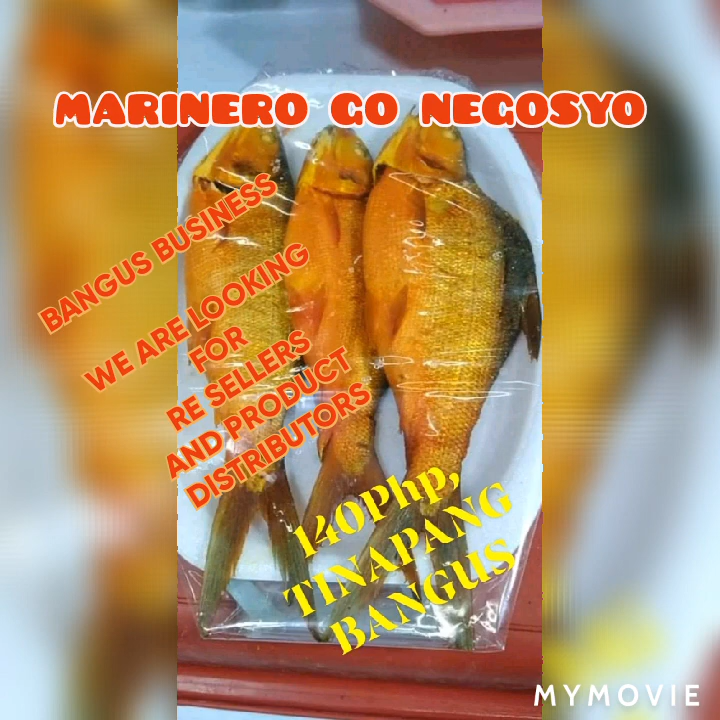 MARINERO GO NEGOSYO
BANGUS BUSINESS
WE ARE LOOKING
FOR
RE SELLERS
AND PRODUCT
DISTRIBUTORS
140Php,
TINAPANG
BANGUS
MYMOVIE